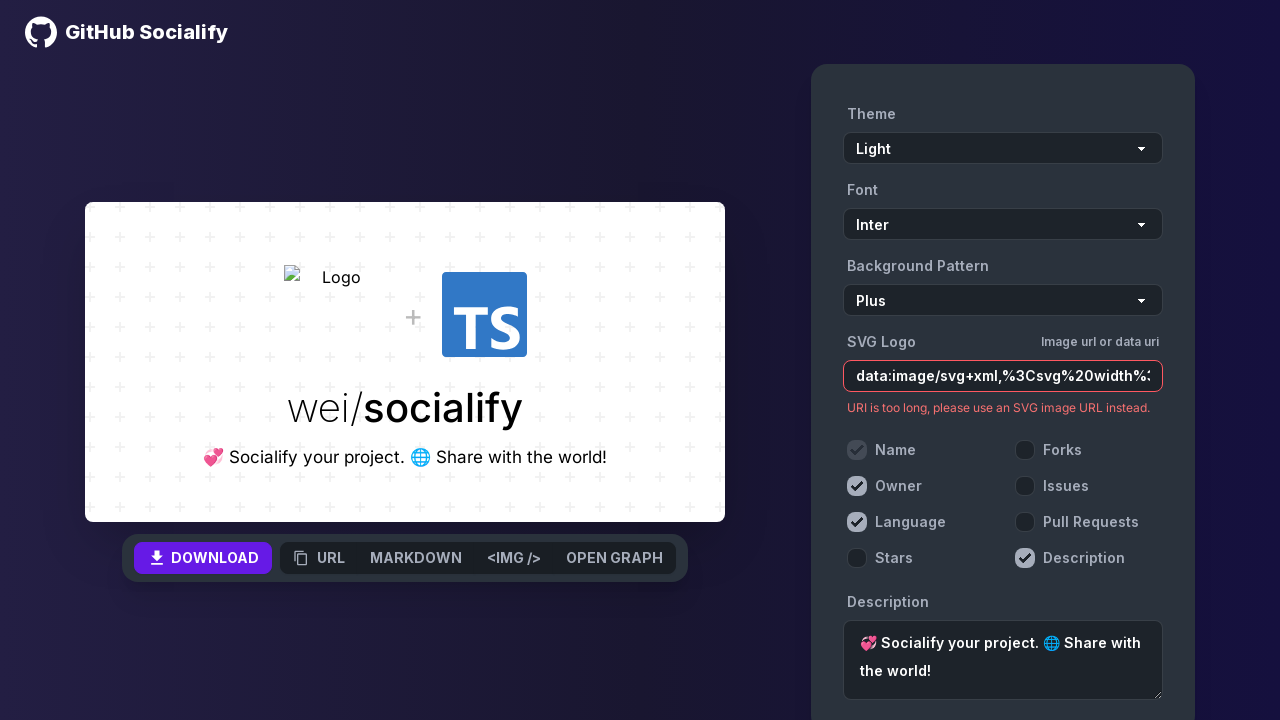 GitHub Socialify
Theme
Light
Font
Inter
Background Pattern
Plus
SVG Logo
Image url or data uri
data:image/svg+xml,%3Csvg%20width%3
URI is too long, please use an SVG image URL instead.
Name
Forks
Owner
Issues
Language
Pull Requests
Stars
Description
Description
💞 Socialify your project. 🌐 Share with
the world!
Logo
+
TS
wei/socialify
💞 Socialify your project. 🌐 Share with the world!
DOWNLOAD
URL
MARKDOWN
<IMG />
OPEN GRAPH